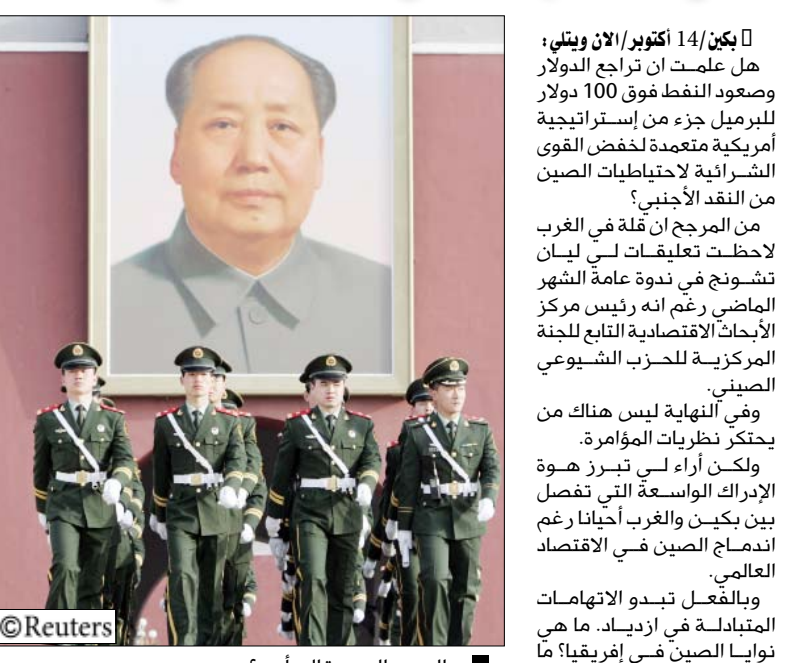 بكين/14 أكتوبر/الان ويتلي:
هل علمت ان تراجع الدولار
وصعود النفط فوق 100 دولار
للبرميل جزء من إستراتيجية
أمريكية متعمدة لخفض القوى
الشرائية لاحتياطيات الصين
من النقد الأجنبي؟
من المرجح ان قلة في الغرب
لاحظت تعليقات لي ليان
تشونج في ندوة عامة الشهر
الماضي رغم انه رئيس مركز
الأبحاث الاقتصادية التابع للجنة
المركزية للحزب الشيوعي
الصيني.
وفي النهاية ليس هناك من
يحتكر نظريات المؤامرة.
ولكن أراء لي تبرز هوة
الإدراك الواسعة التي تفصل
بين بكين والغرب أحيانا رغم
اندماج الصين في الاقتصاد
العالمي.
وبالفعل تبدو الاتهامات
المتبادلة في ازدياد. ما هي
نوايا الصين في إفريقيا؟ ما
©Reuters